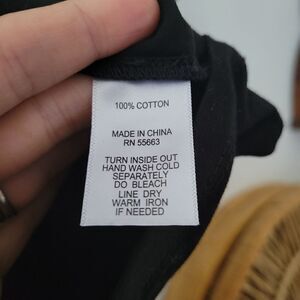 100% COTTON
MADE IN CHINA
RN 55663
TURN INSIDE OUT
HAND WASH COLD
SEPARATELY
DO BLEACH
LINE DRY
WARM IRON
IF NEEDED